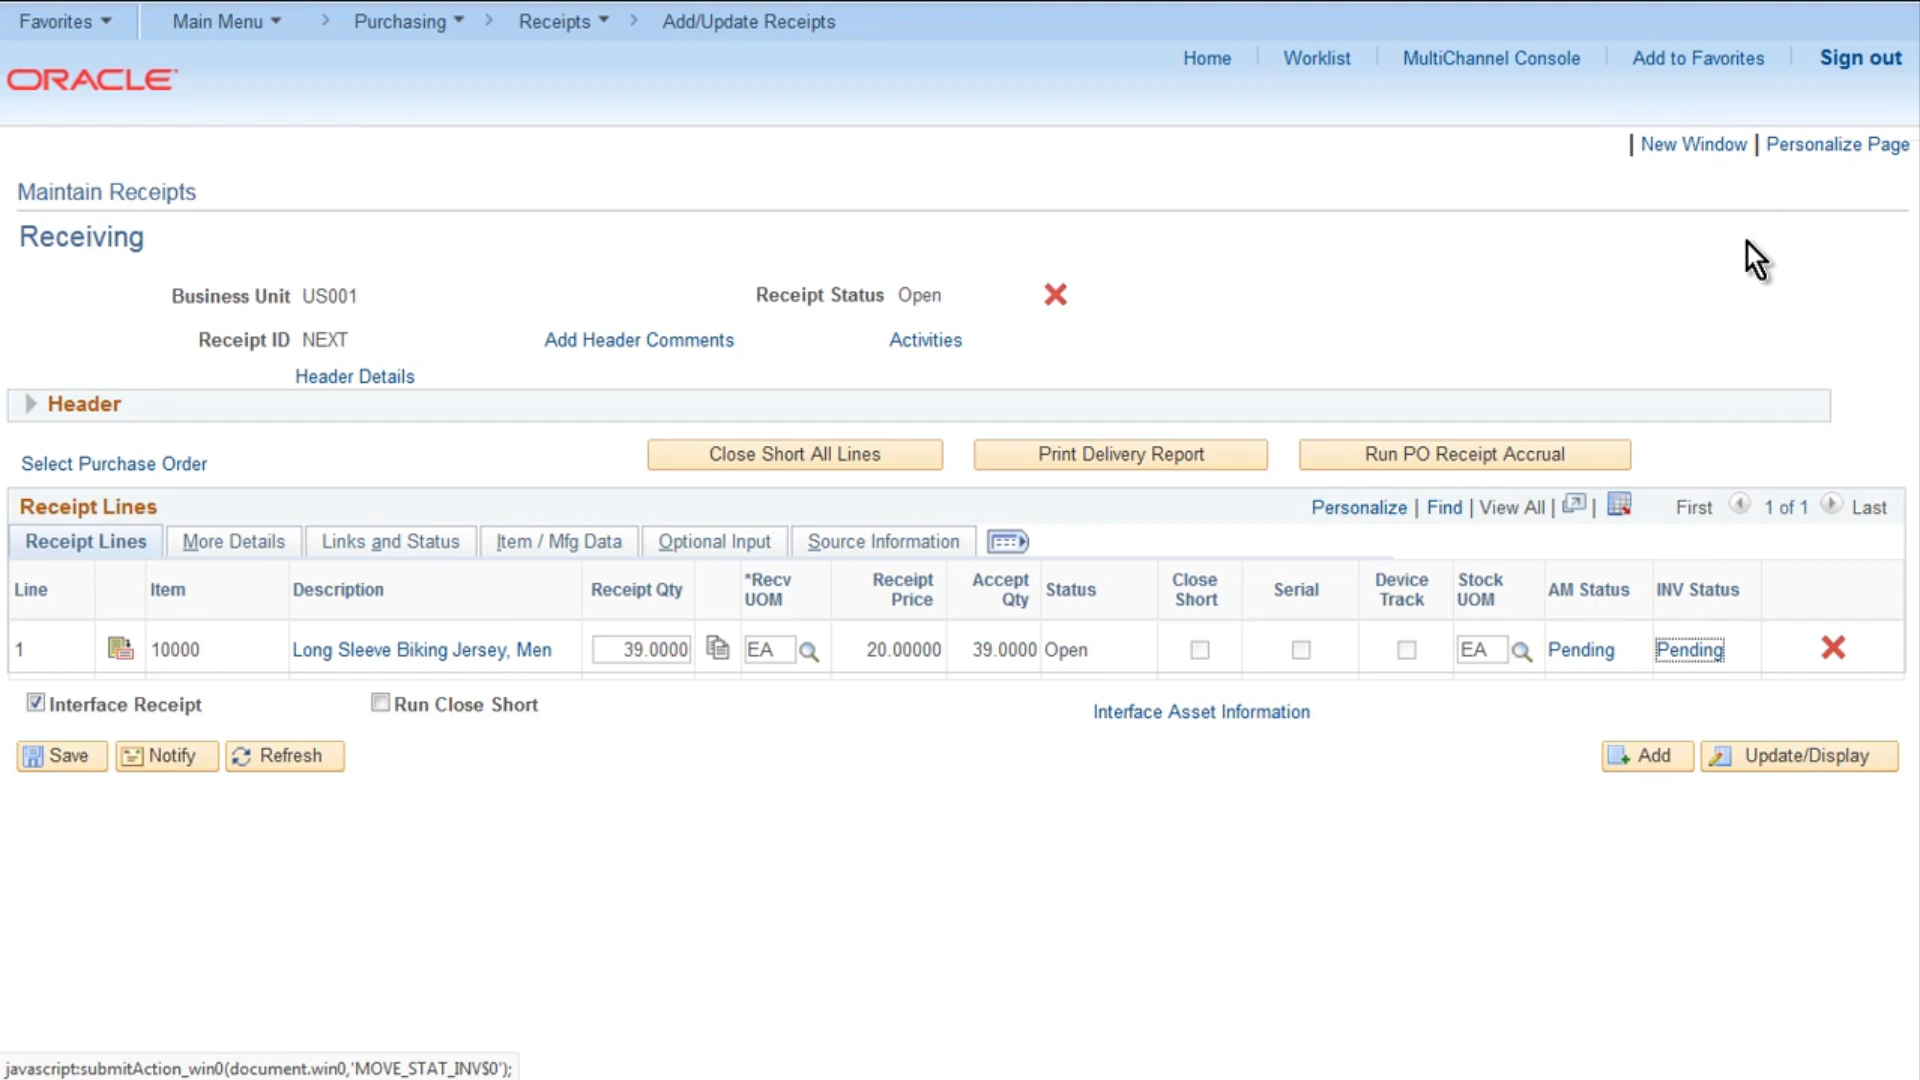 Favorites Main Menu > Purchasing > Receipts > Add/Update Receipts
Home Worklist MultiChannel Console Add to Favorites Sign out
ORACLE
New Window | Personalize Page
Maintain Receipts
Receiving
Business Unit US001 Receipt Status Open
Receipt ID NEXT Add Header Comments Activities
Header Details
Header
Select Purchase Order Close Short All Lines Print Delivery Report Run PO Receipt Accrual
Receipt Lines Personalize | Find | View All | First 1 of 1 Last
Receipt Lines More Details Links and Status Item / Mfg Data Optional Input Source Information
Line Item Description Receipt Qty *Recv UOM Receipt Price Accept Qty Status Close Short Serial Device Track Stock UOM AM Status INV Status
1 10000 Long Sleeve Biking Jersey, Men 39.0000 EA 20.00000 39.0000 Open EA Pending Pending
Interface Receipt Run Close Short Interface Asset Information
Save Notify Refresh Add Update/Display
javascript:submitAction_win0(document.win0,'MOVE_STAT_INV$0');